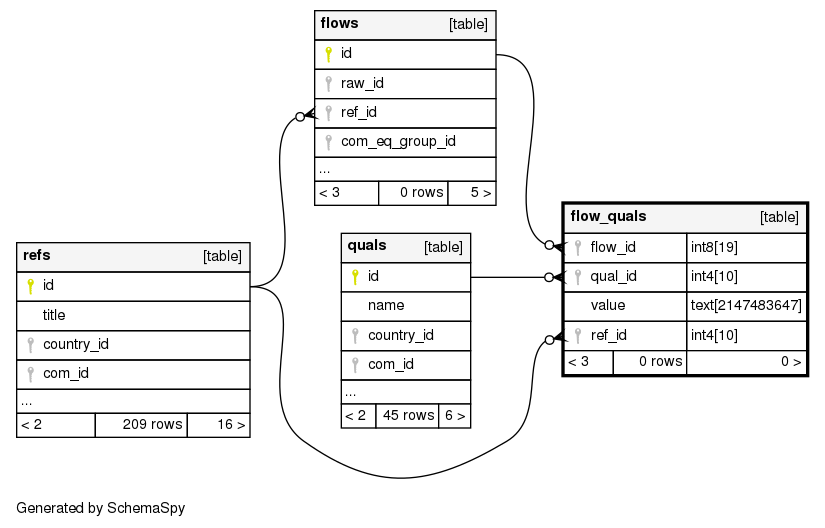 flows [table]
id
raw_id
ref_id
com_eq_group_id
...
< 3 0 rows 5 >
flow_quals [table]
flow_id int8[19]
qual_id int4[10]
value text[2147483647]
ref_id int4[10]
< 3 0 rows 0 >
quals [table]
id
name
country_id
com_id
...
< 2 45 rows 6 >
refs [table]
id
title
country_id
com_id
...
< 2 209 rows 16 >
Generated by SchemaSpy